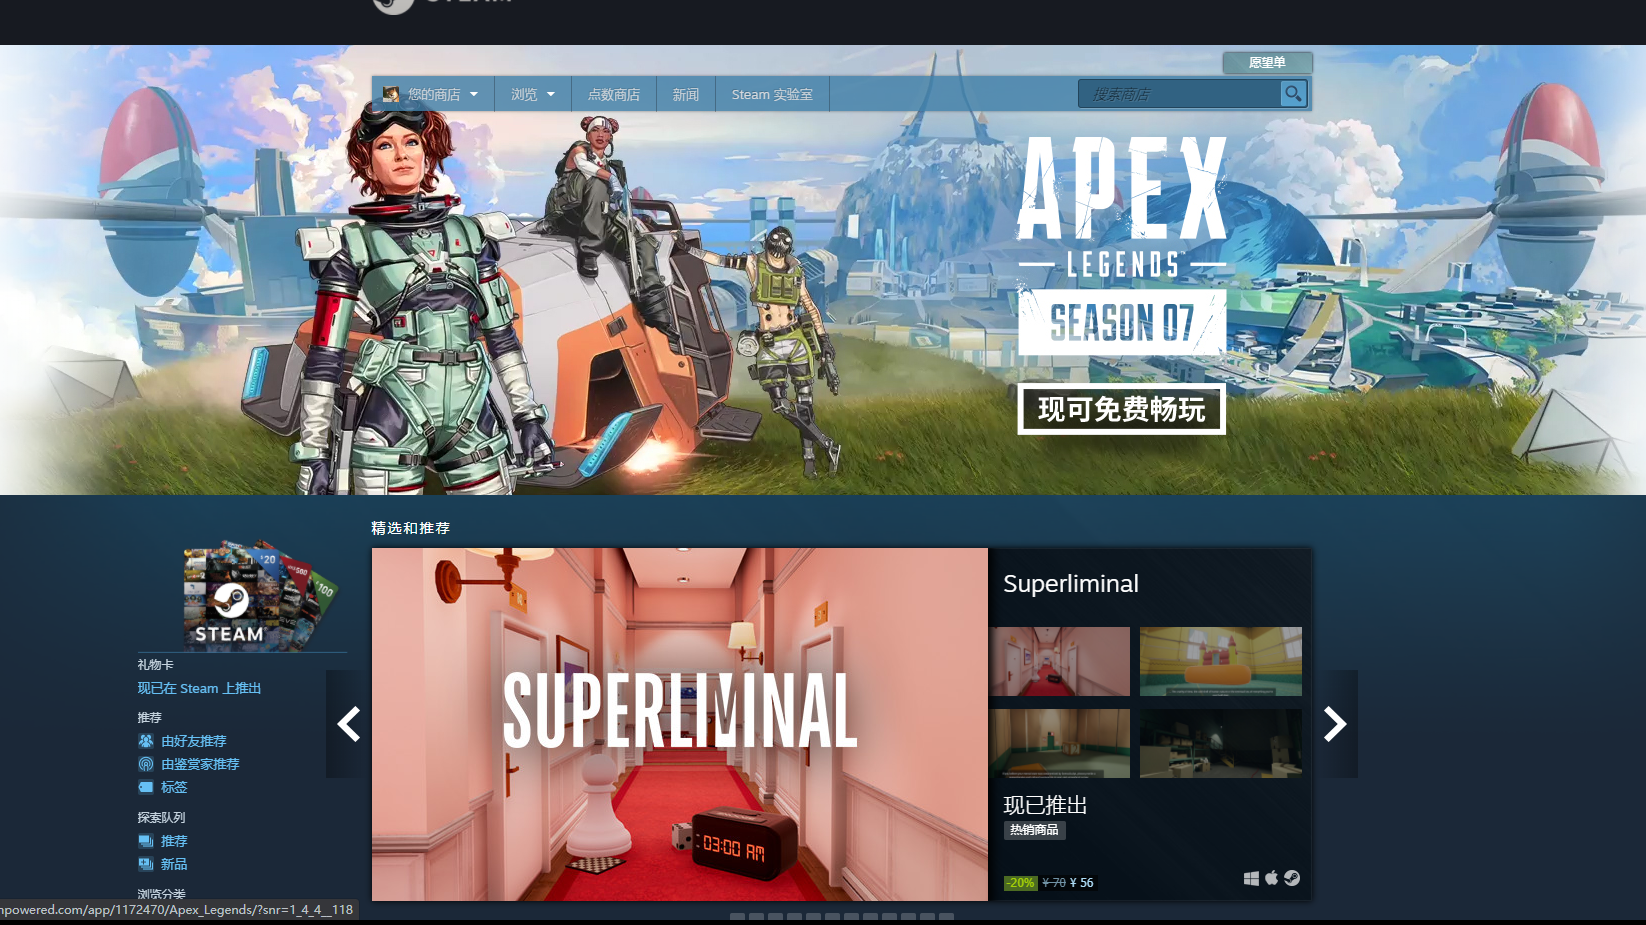 愿望单
您的商店
浏览
点数商店
新闻
Steam 实验室
搜索商店
APEX
LEGENDS
SEASON 07
现可免费畅玩
精选和推荐
STEAM
礼物卡
现已在 Steam 上推出
推荐
由好友推荐
由鉴赏家推荐
标签
探索队列
推荐
新品
浏览分类
SUPERLIMINAL
03:00 AM
Superliminal
现已推出
热销商品
-20% ¥ 70 ¥ 56
npowered.com/app/1172470/Apex_Legends/?snr=1_4_4__118